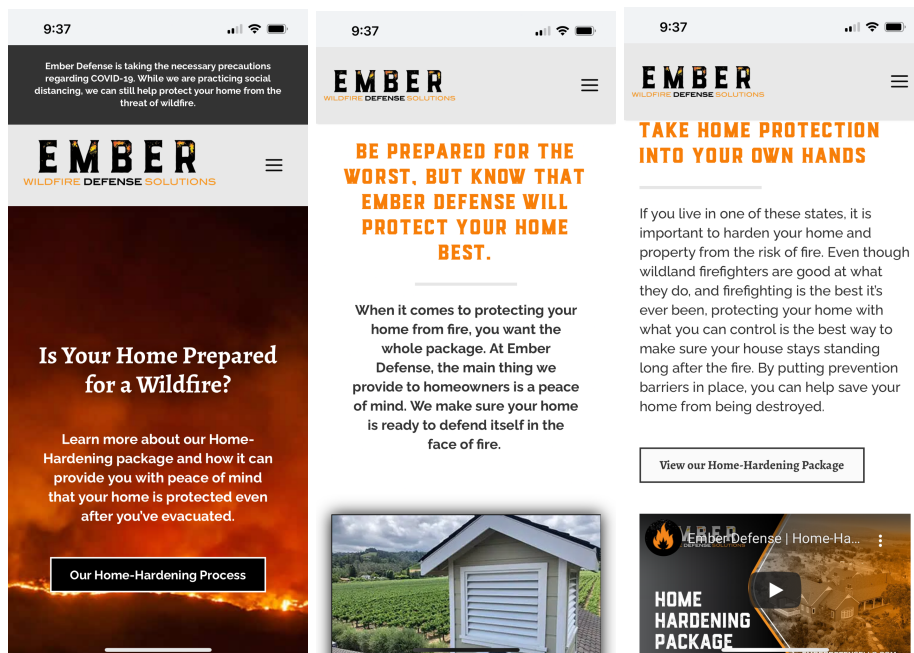 9:37
Ember Defense is taking the necessary precautions
regarding COVID-19. While we are practicing social
distancing, we can still help protect your home from the
threat of wildfire.
EMBER
WILDFIRE DEFENSE SOLUTIONS
Is Your Home Prepared
for a Wildfire?
Learn more about our Home-
Hardening package and how it can
provide you with peace of mind
that your home is protected even
after you've evacuated.
Our Home-Hardening Process
9:37
EMBER
WILDFIRE DEFENSE SOLUTIONS
BE PREPARED FOR THE
WORST, BUT KNOW THAT
EMBER DEFENSE WILL
PROTECT YOUR HOME
BEST.
When it comes to protecting your
home from fire, you want the
whole package. At Ember
Defense, the main thing we
provide to homeowners is a peace
of mind. We make sure your home
is ready to defend itself in the
face of fire.
9:37
EMBER
WILDFIRE DEFENSE SOLUTIONS
TAKE HOME PROTECTION
INTO YOUR OWN HANDS
If you live in one of these states, it is
important to harden your home and
property from the risk of fire. Even though
wildland firefighters are good at what
they do, and firefighting is the best it's
ever been, protecting your home with
what you can control is the best way to
make sure your house stays standing
long after the fire. By putting prevention
barriers in place, you can help save your
home from being destroyed.
View our Home-Hardening Package
Ember Defense | Home-Ha...
EMBER
DEFENSE SOLUTIONS
HOME
HARDENING
PACKAGE